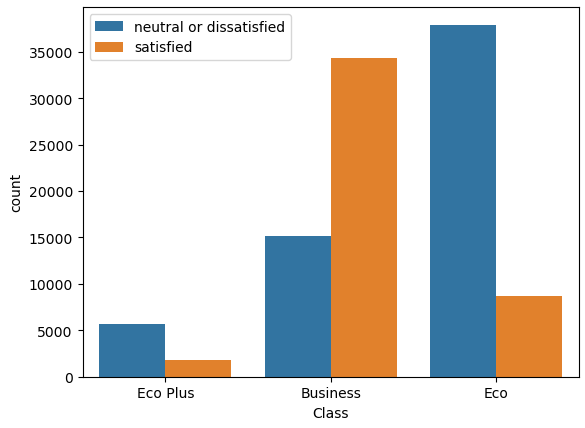 neutral or dissatisfied
satisfied
35000
30000
25000
20000
15000
10000
5000
0
count
Eco Plus Business Eco
Class